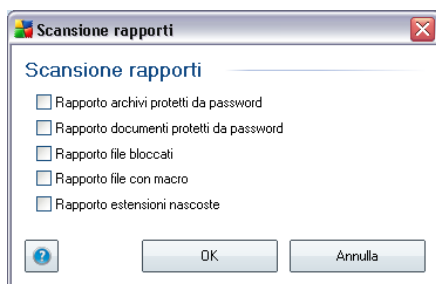 Scansione rapporti
Scansione rapporti
Rapporto archivi protetti da password
Rapporto documenti protetti da password
Rapporto file bloccati
Rapporto file con macro
Rapporto estensioni nascoste
? OK Annulla